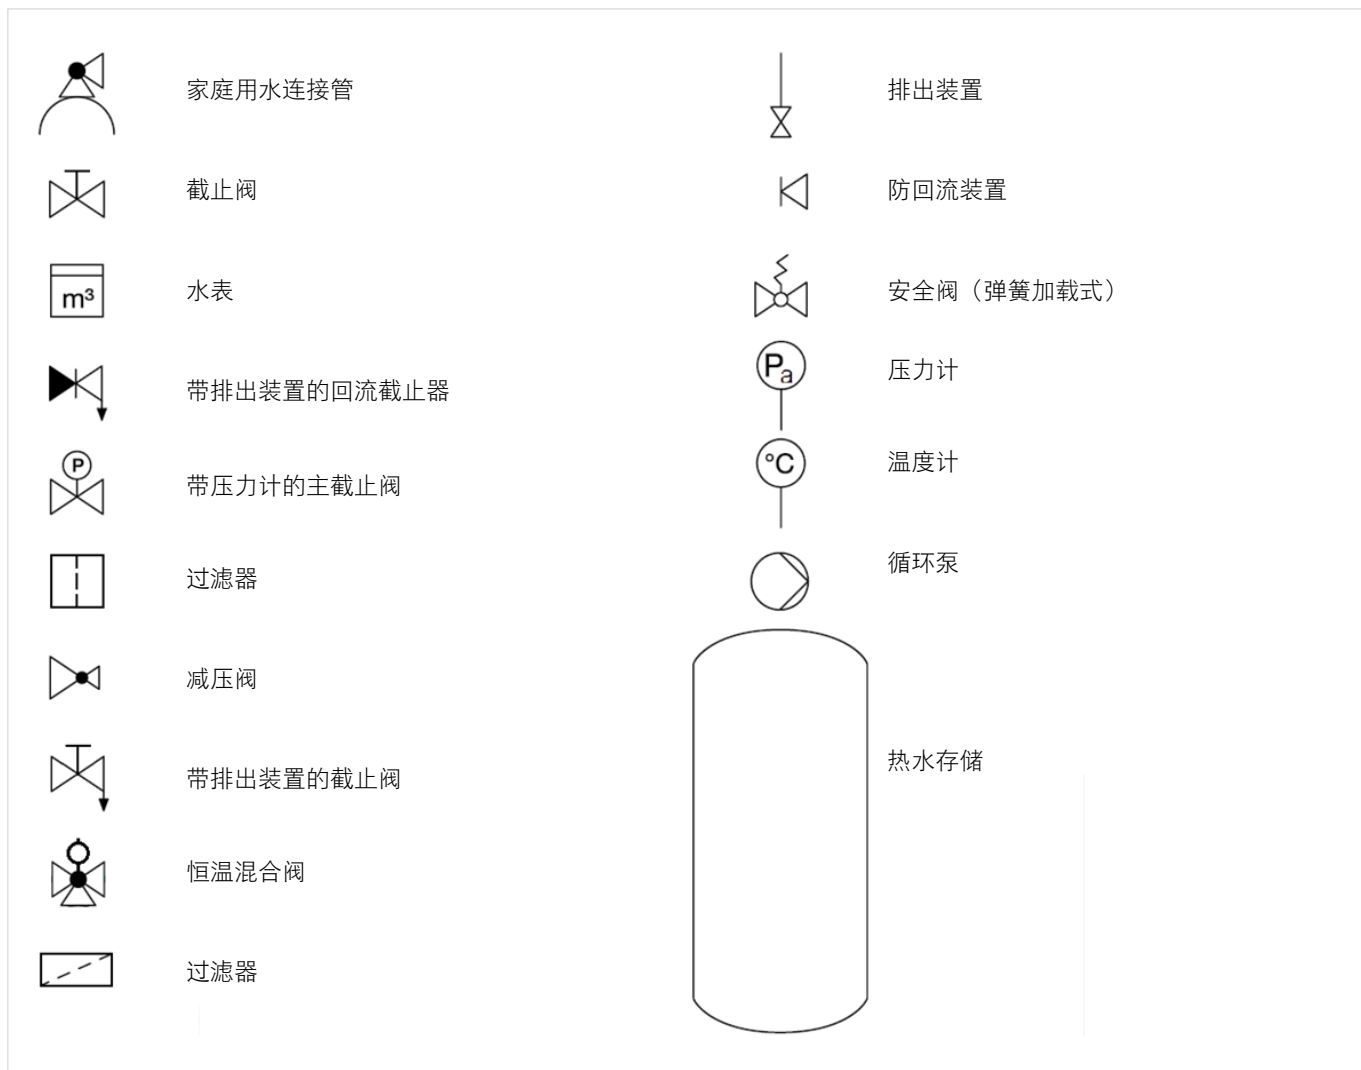 家庭用水连接管
截止阀
m³
水表
带排出装置的回流截止器
P
带压力计的主截止阀
过滤器
减压阀
带排出装置的截止阀
恒温混合阀
过滤器
排出装置
防回流装置
安全阀（弹簧加载式）
Pa
压力计
°C
温度计
循环泵
热水存储